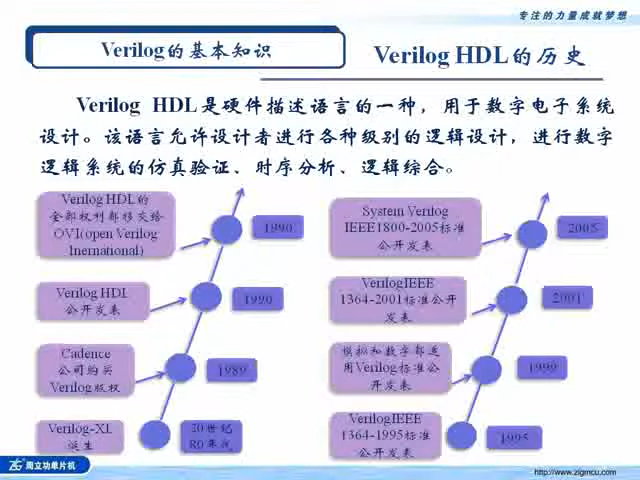 专注的力量成就梦想
Verilog的基本知识
Verilog HDL的历史
Verilog HDL是硬件描述语言的一种，用于数字电子系统
设计。该语言允许设计者进行各种级别的逻辑设计，进行数字
逻辑系统的仿真验证、时序分析、逻辑综合。
Verilog HDL的
全部权利都移交给
OVI(open Verilog
Inernational)
1990
Verilog HDL
公开发表
1990
Cadence
公司购买
Verilog版权
1989
Verilog-XL
诞生
20世纪
80年代
System Verilog
IEEE1800-2005标准
公开发表
2005
VerilogIEEE
1364-2001标准公开
发表
2001
模拟和数字都适
用Verilog标准公
开发表
1999
VerilogIEEE
1364-1995标准
公开发表
1995
周立功单片机
http://www.zlgmcu.com